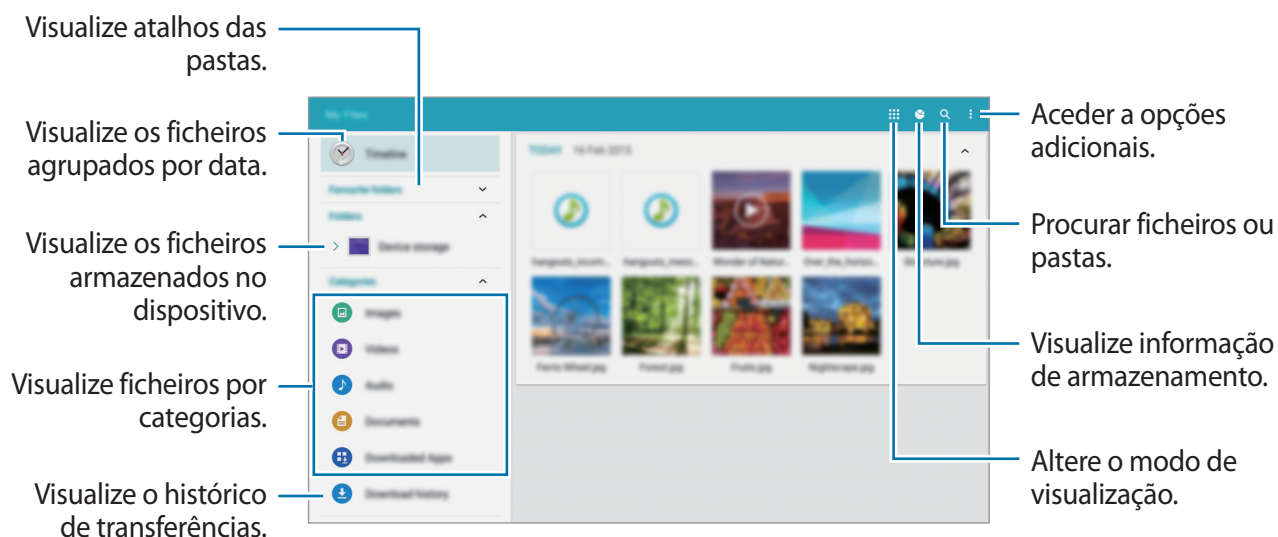 Visualize atalhos das
pastas.
Visualize os ficheiros
agrupados por data.
Visualize os ficheiros
armazenados no
dispositivo.
Visualize ficheiros por
categorias.
Visualize o histórico
de transferências.
My Files
Timeline
Favourite folders
Folders
Device storage
Categories
Images
Videos
Audio
Documents
Downloaded Apps
Download history
TODAY 16 Feb 2015
hangouts_incom...
hangouts_mess...
Wonder of Natur...
Over_the_horizo...
Ferris Wheel.jpg
Forest.jpg
Fruits.jpg
Nightscape.jpg
Aceder a opções
adicionais.
Procurar ficheiros ou
pastas.
Visualize informação
de armazenamento.
Altere o modo de
visualização.